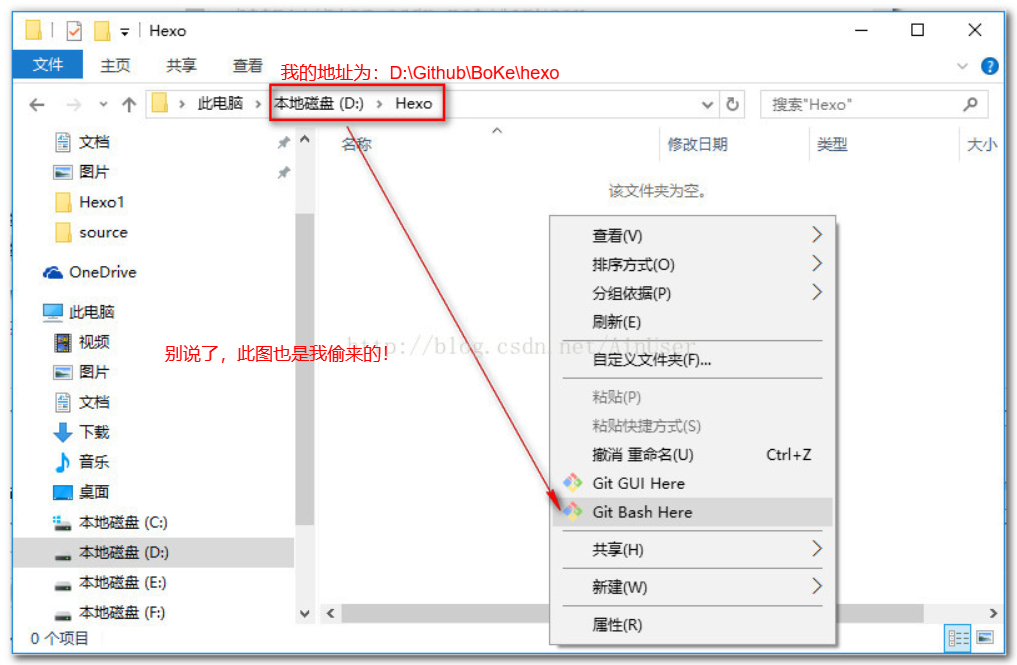 Hexo
文件 主页 共享 查看
我的地址为：D:\Github\BoKe\hexo
此电脑 本地磁盘 (D:) Hexo
搜索"Hexo"
文档
图片
Hexo1
source
OneDrive
此电脑
视频
图片
文档
下载
音乐
桌面
本地磁盘 (C:)
本地磁盘 (D:)
本地磁盘 (E:)
本地磁盘 (F:)
名称 修改日期 类型 大小
该文件夹为空。
别说了，此图也是我偷来的！
http://blog.csdn.net/AinUser
查看(V)
排序方式(O)
分组依据(P)
刷新(E)
自定义文件夹(F)...
粘贴(P)
粘贴快捷方式(S)
撤消 重命名(U) Ctrl+Z
Git GUI Here
Git Bash Here
共享(H)
新建(W)
属性(R)
0 个项目